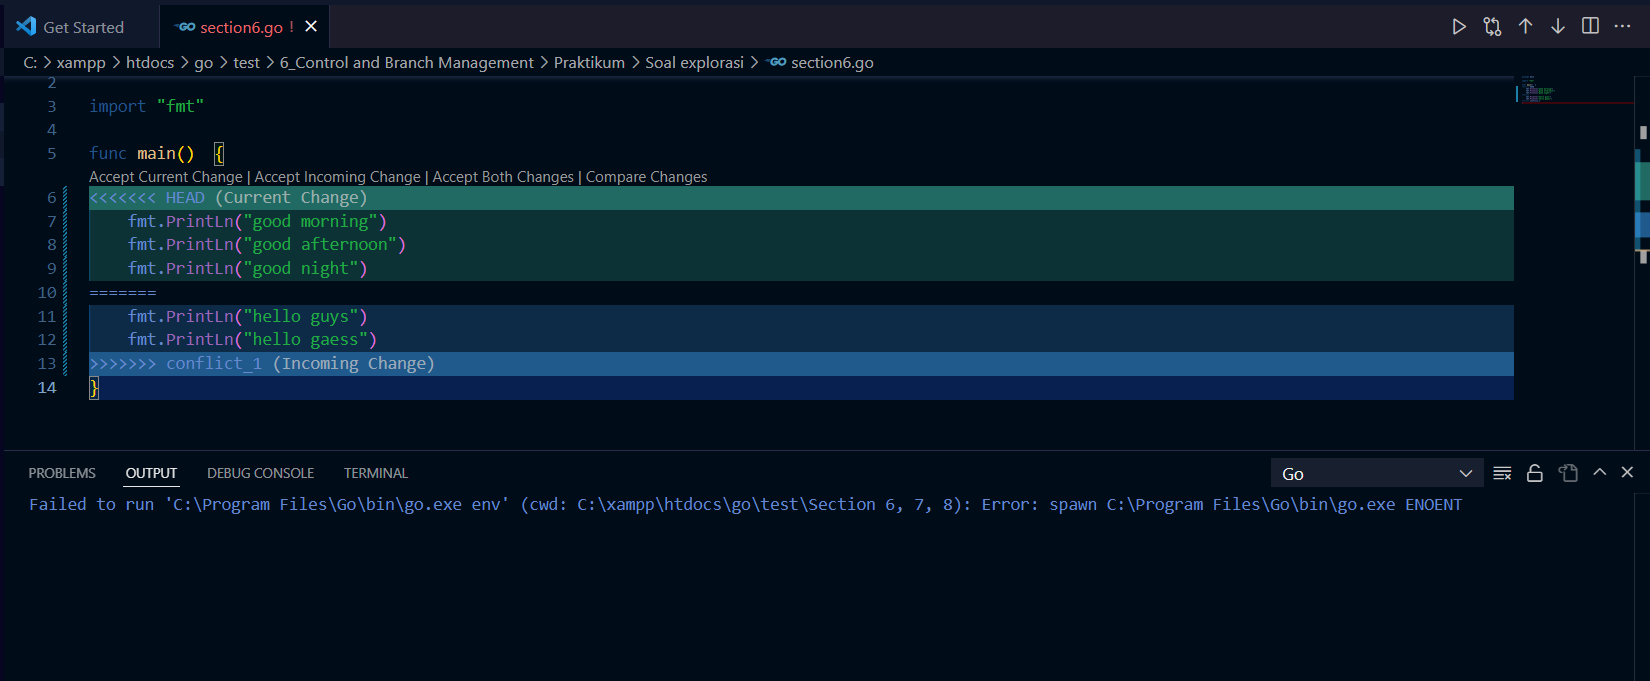 Get Started
GO section6.go !
C: > xampp > htdocs > go > test > 6_Control and Branch Management > Praktikum > Soal explorasi > GO section6.go
2
3 import "fmt"
4
5 func main()  {
Accept Current Change | Accept Incoming Change | Accept Both Changes | Compare Changes
6 <<<<<<< HEAD (Current Change)
7     fmt.PrintLn("good morning")
8     fmt.PrintLn("good afternoon")
9     fmt.PrintLn("good night")
10 =======
11     fmt.PrintLn("hello guys")
12     fmt.PrintLn("hello gaess")
13 >>>>>>> conflict_1 (Incoming Change)
14 }
PROBLEMS OUTPUT DEBUG CONSOLE TERMINAL Go
Failed to run 'C:\Program Files\Go\bin\go.exe env' (cwd: C:\xampp\htdocs\go\test\Section 6, 7, 8): Error: spawn C:\Program Files\Go\bin\go.exe ENOENT